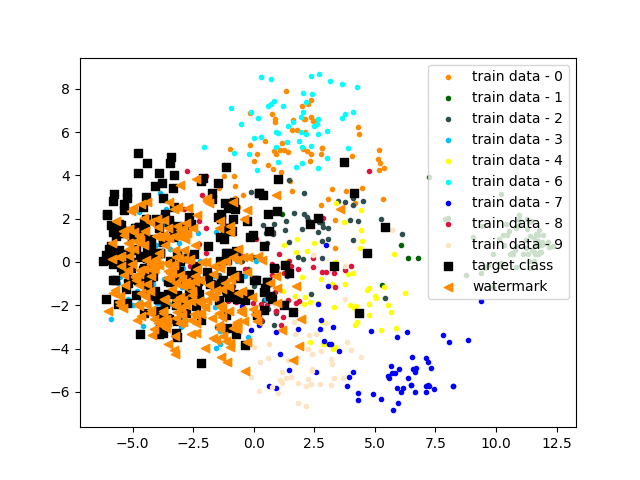 8
6
4
2
0
−2
−4
−6
−5.0
−2.5
0.0
2.5
5.0
7.5
10.0
12.5
train data - 0
train data - 1
train data - 2
train data - 3
train data - 4
train data - 6
train data - 7
train data - 8
train data - 9
target class
watermark